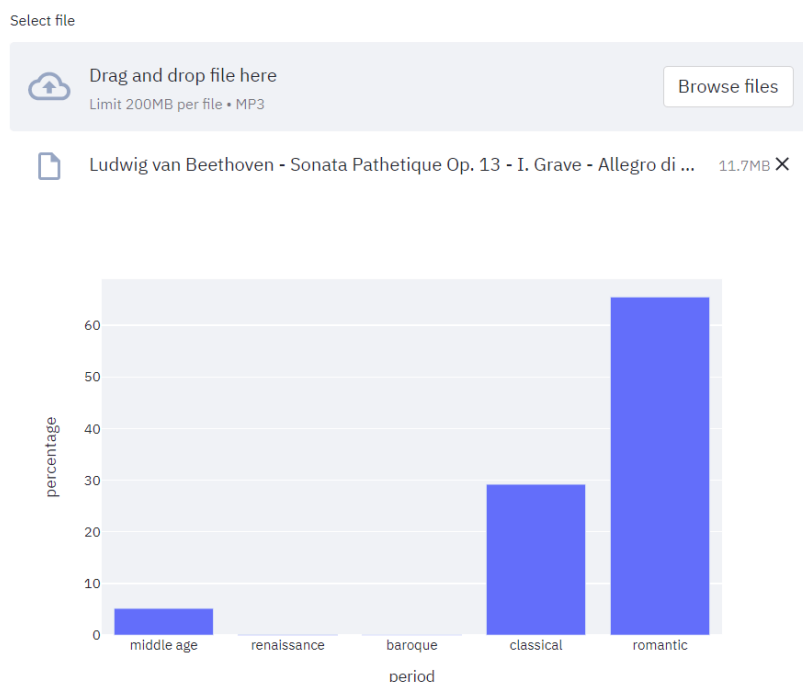 Select file
Drag and drop file here
Limit 200MB per file • MP3
Browse files
Ludwig van Beethoven - Sonata Pathetique Op. 13 - I. Grave - Allegro di ...
11.7MB
60
50
40
30
20
10
0
percentage
middle age renaissance baroque classical romantic
period